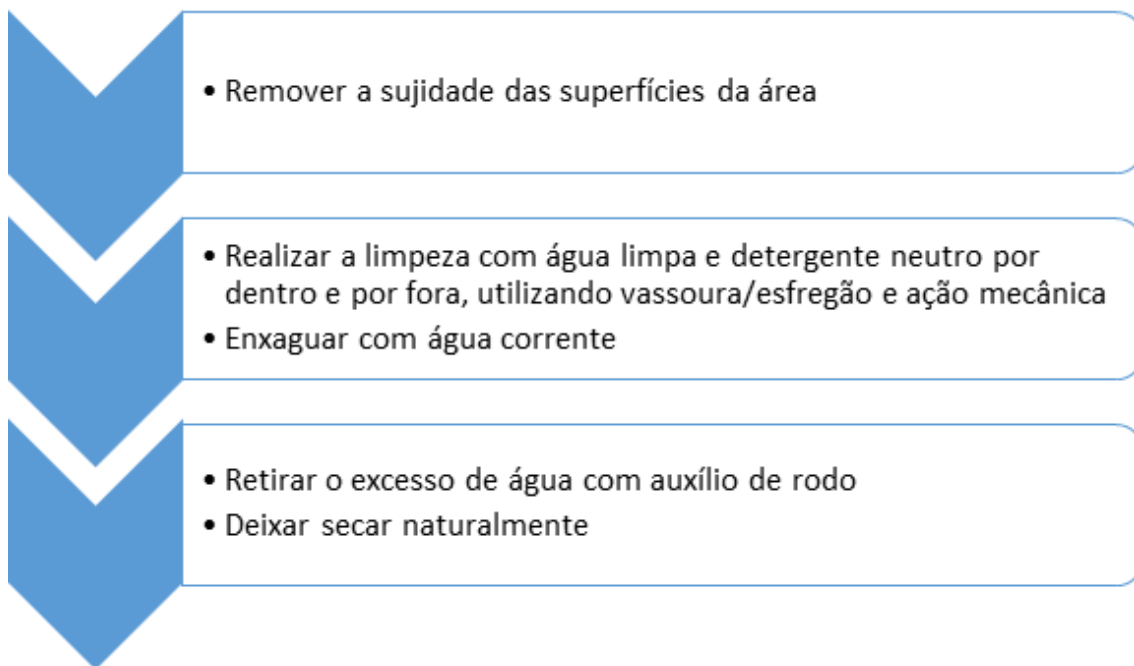 • Remover a sujidade das superfícies da área
• Realizar a limpeza com água limpa e detergente neutro por
dentro e por fora, utilizando vassoura/esfregão e ação mecânica
• Enxaguar com água corrente
• Retirar o excesso de água com auxílio de rodo
• Deixar secar naturalmente